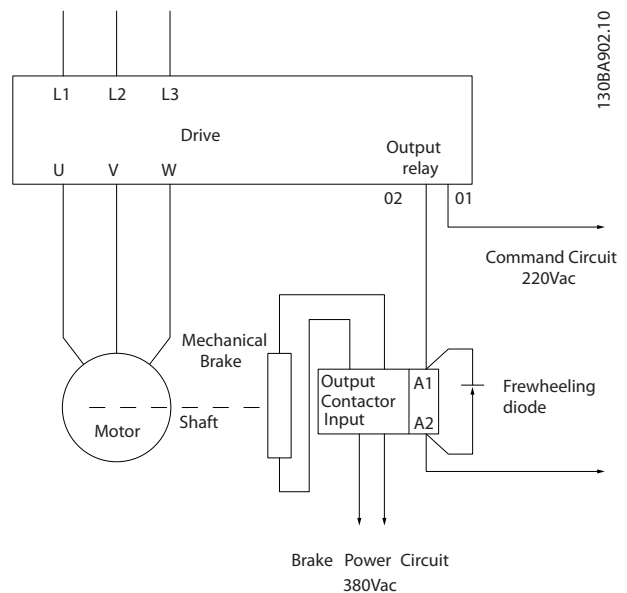 130BA902.10
L1 L2 L3
Drive
Output
relay
U V W
02 01
Command Circuit
220Vac
Mechanical
Brake
Output
Contactor
Input
A1
A2
Frewheeling
diode
Shaft
Motor
Brake Power Circuit
380Vac